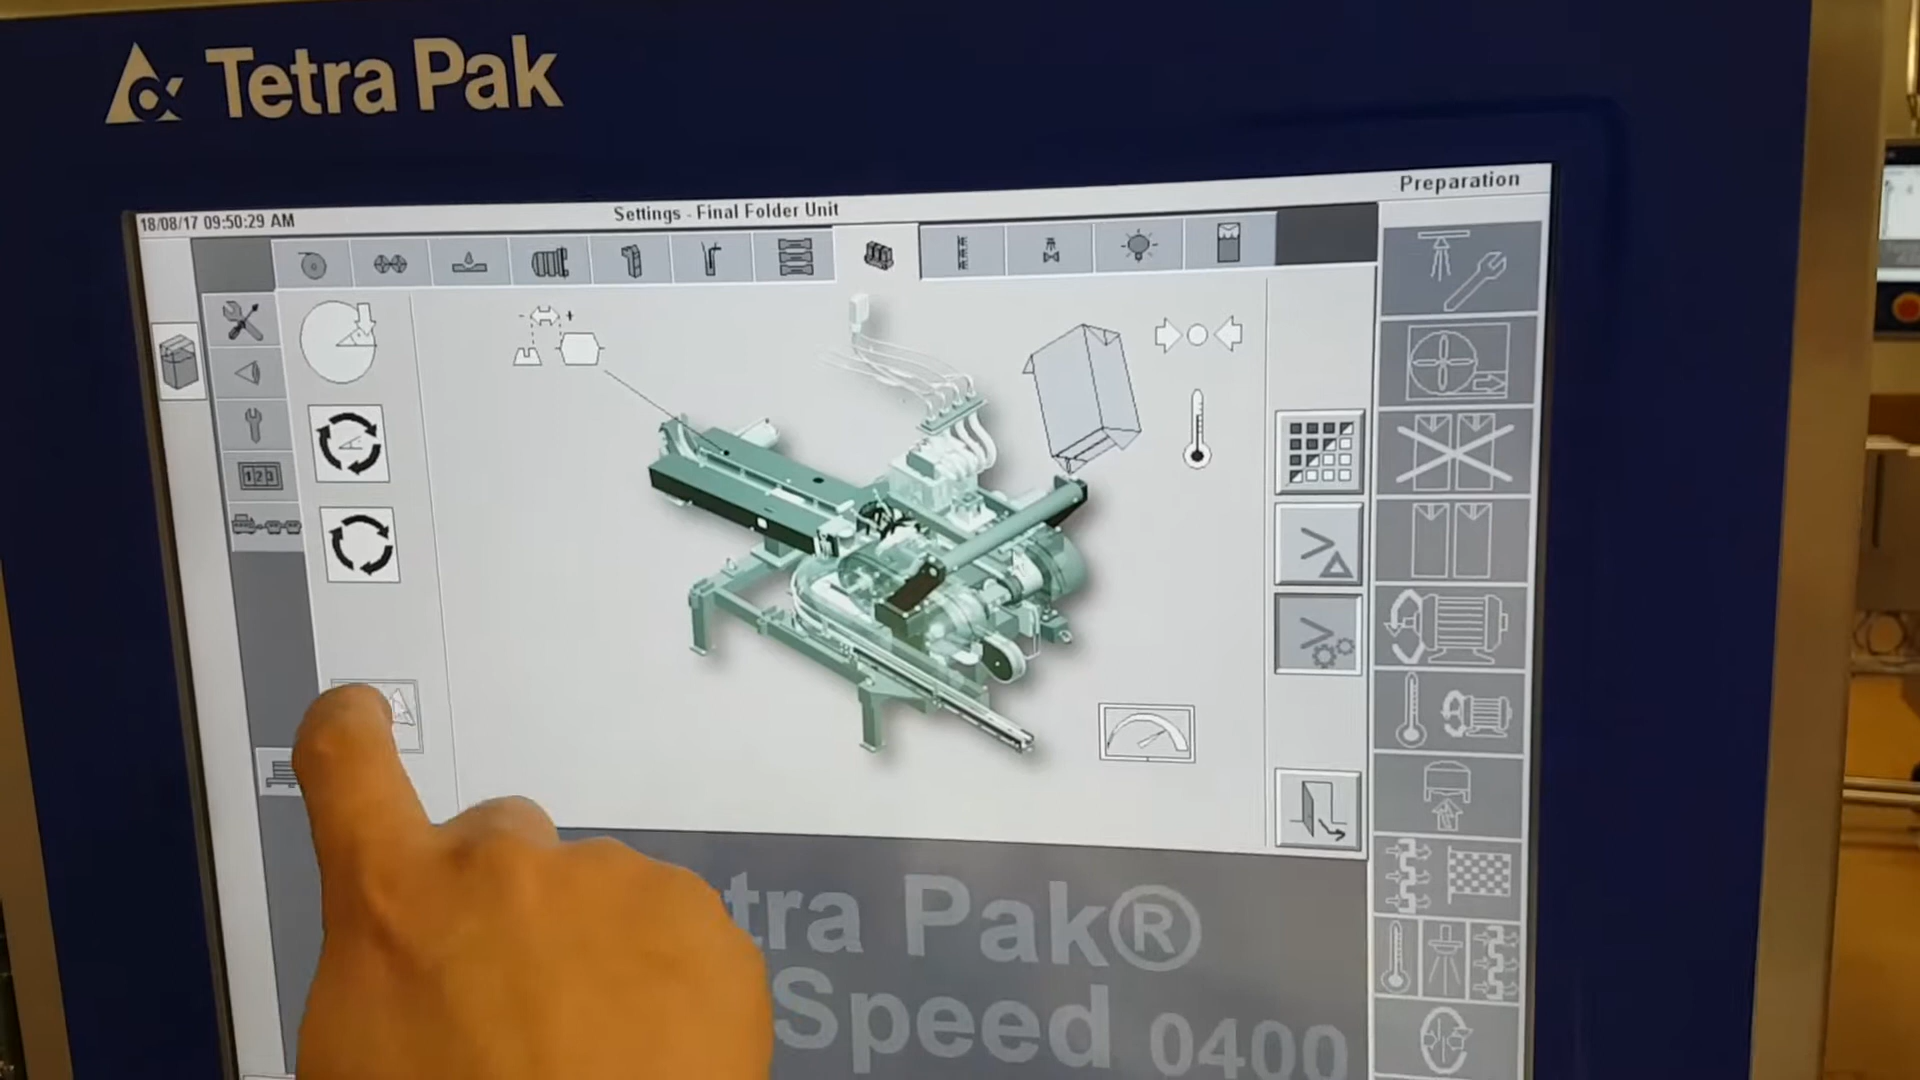 Tetra Pak
Preparation
18/08/17 09:50:29 AM
Settings - Final Folder Unit
- +
123
tra Pak®
Speed 0400